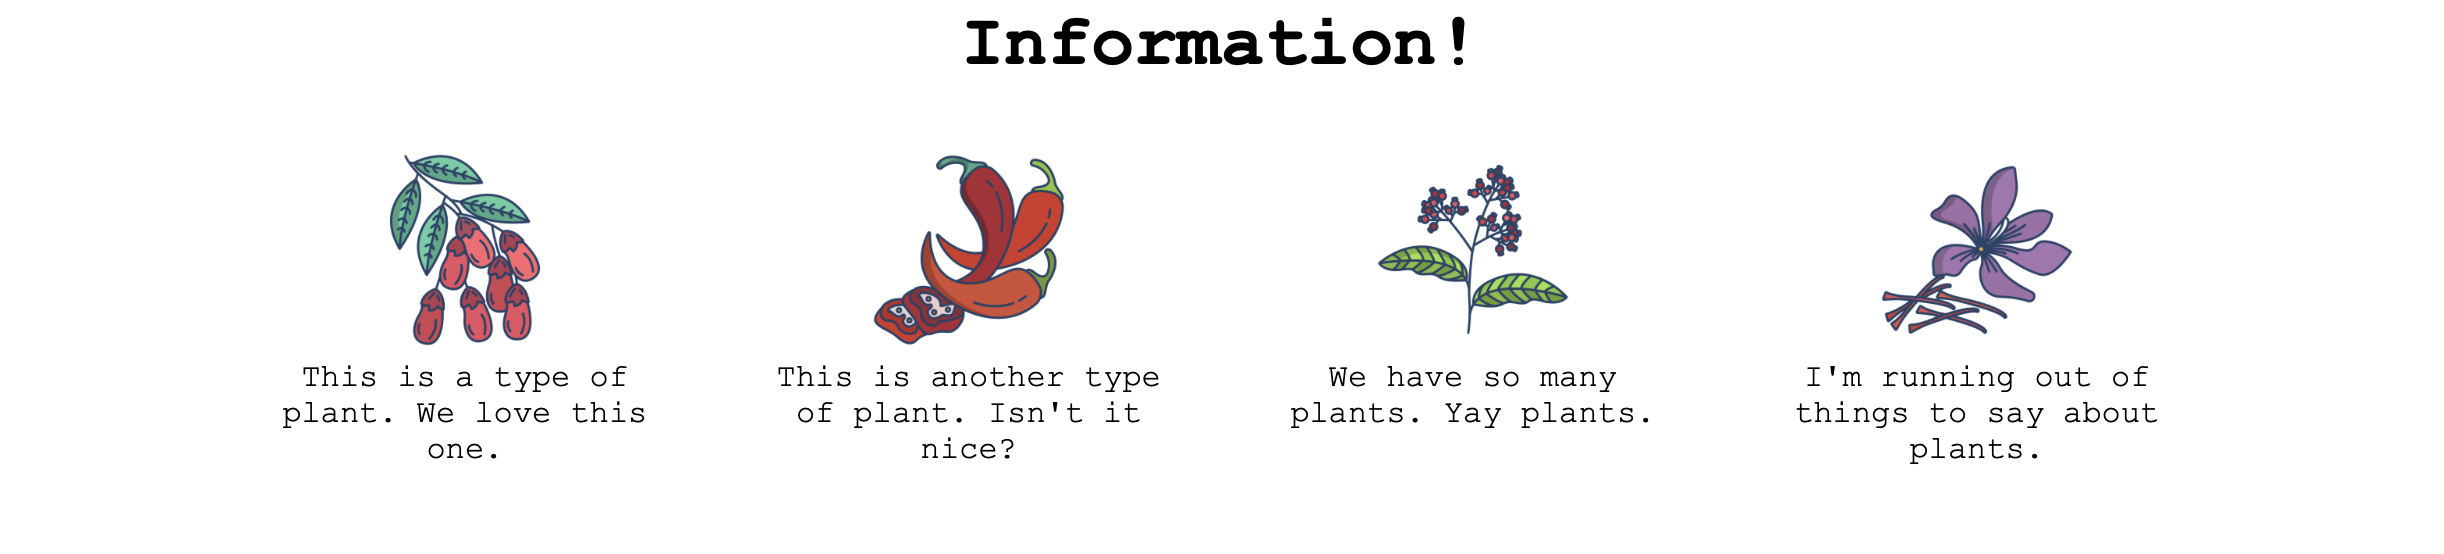 Information!
This is a type of
plant. We love this
one.
This is another type
of plant. Isn't it
nice?
We have so many
plants. Yay plants.
I'm running out of
things to say about
plants.